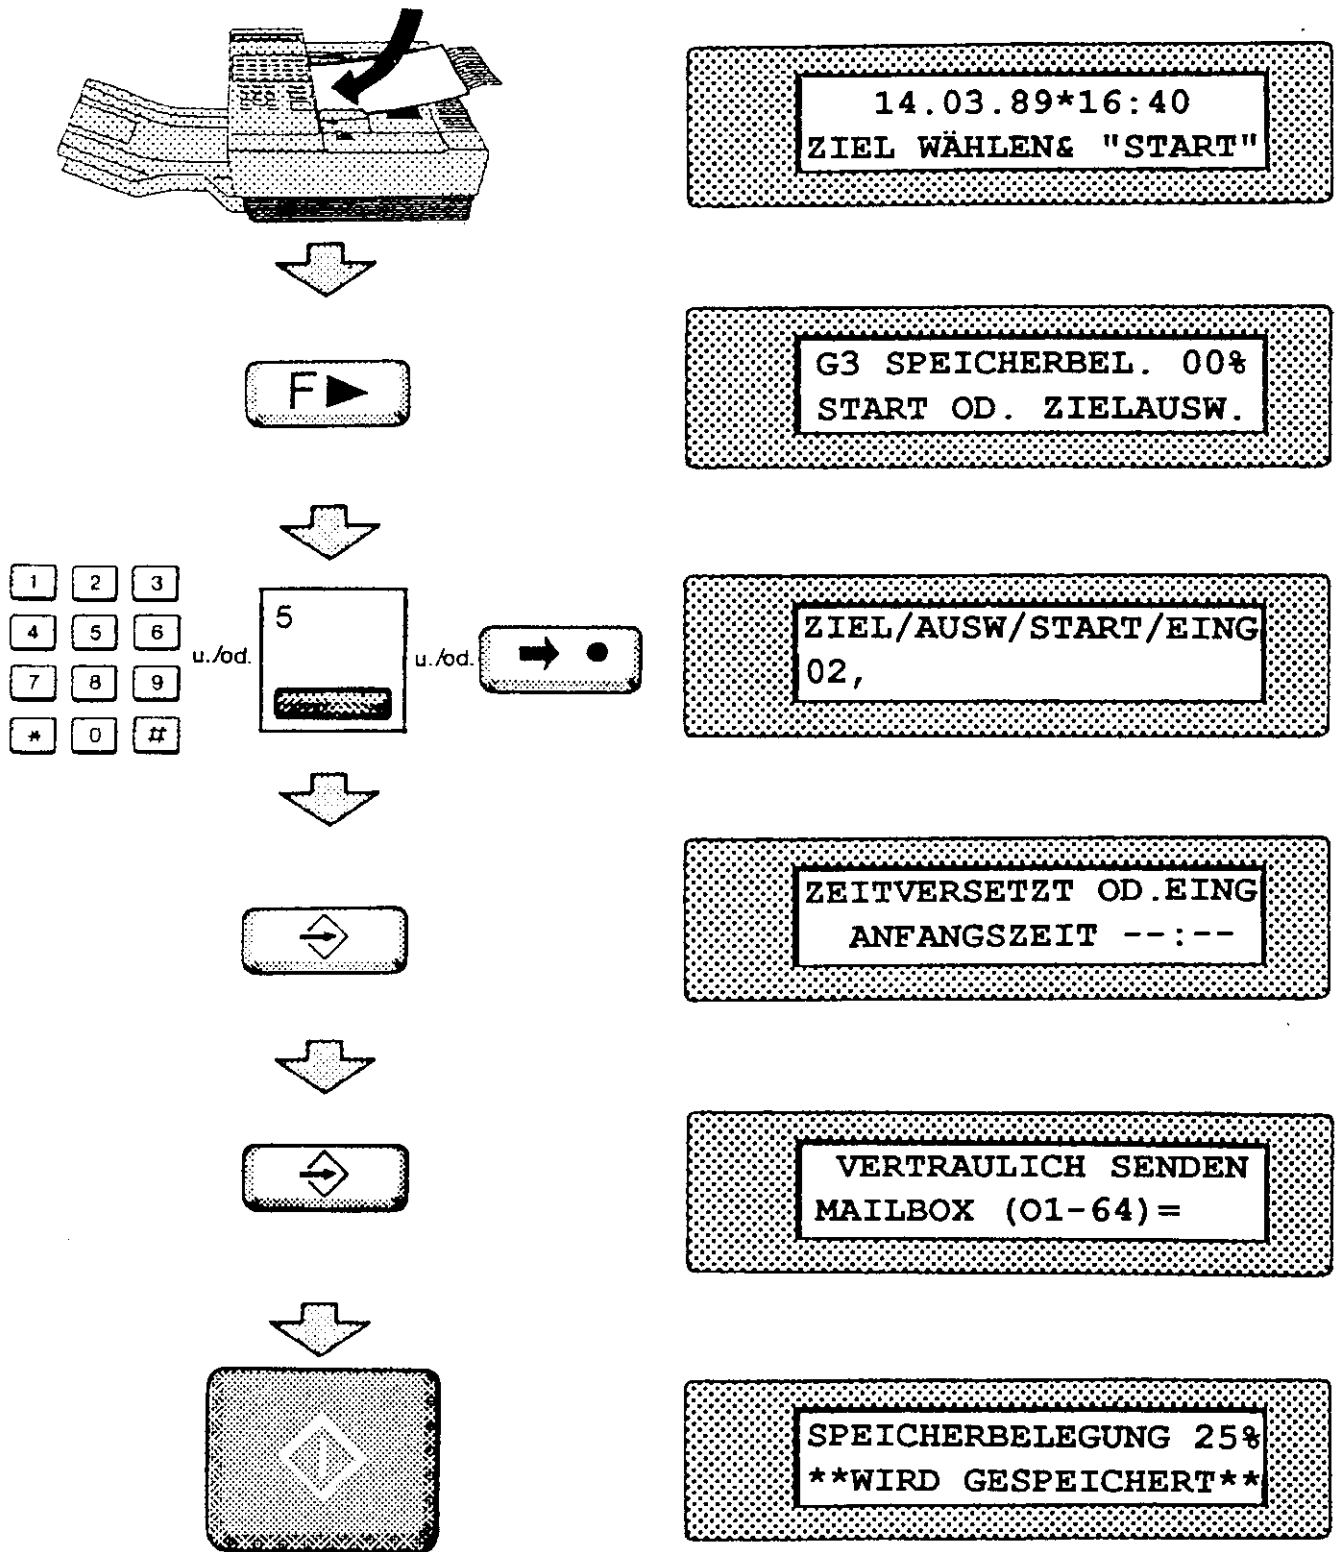 14.03.89*16:40
ZIEL WÄHLEN& "START"
F
G3 SPEICHERBEL. 00%
START OD. ZIELAUSW.
1 2 3
4 5 6
7 8 9
* 0 #
u./od.
5
u./od.
ZIEL/AUSW/START/EING
02,
ZEITVERSETZT OD.EING
ANFANGSZEIT --:--
VERTRAULICH SENDEN
MAILBOX (01-64)=
SPEICHERBELEGUNG 25%
**WIRD GESPEICHERT**